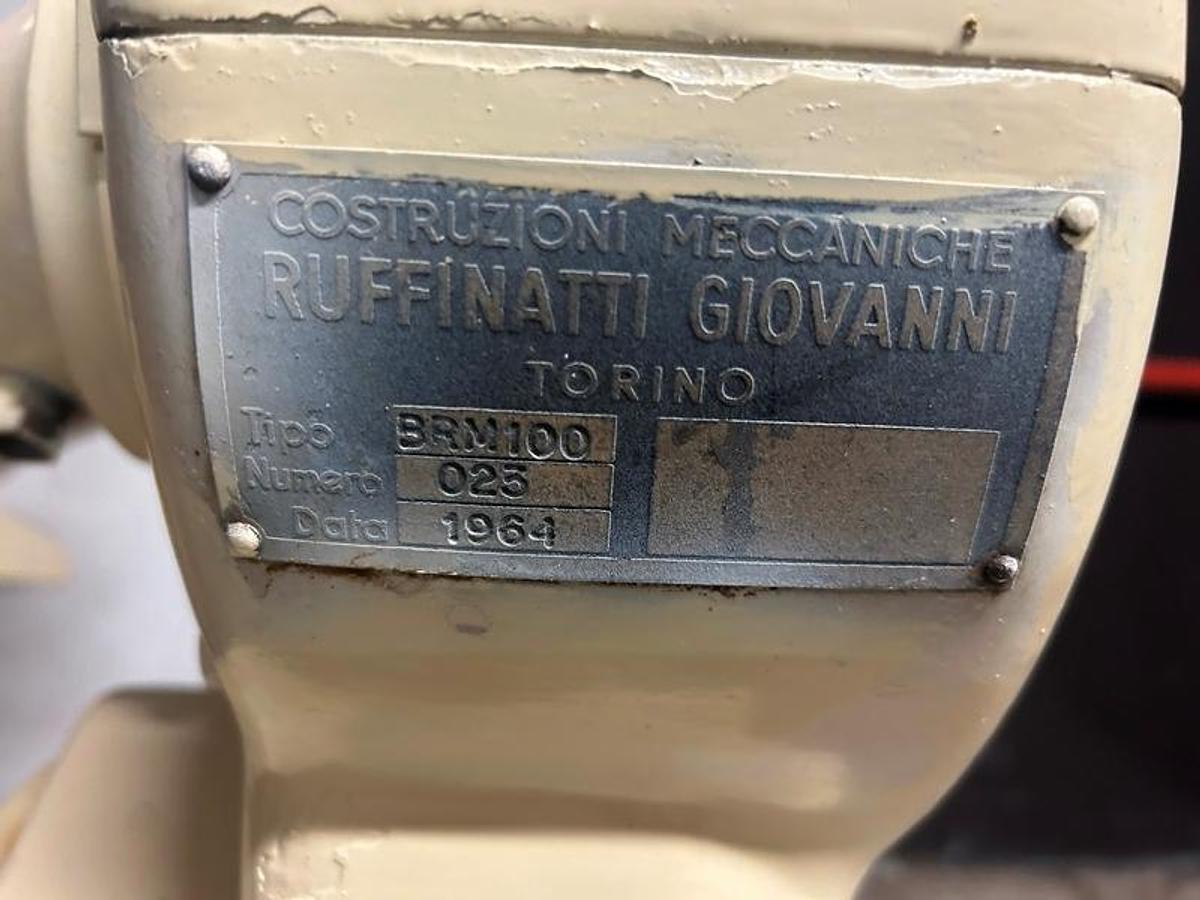 COSTRUZIONI MECCANICHE
RUFFINATTI GIOVANNI
TORINO
Tipo BRM100
Numero 025
Data 1964